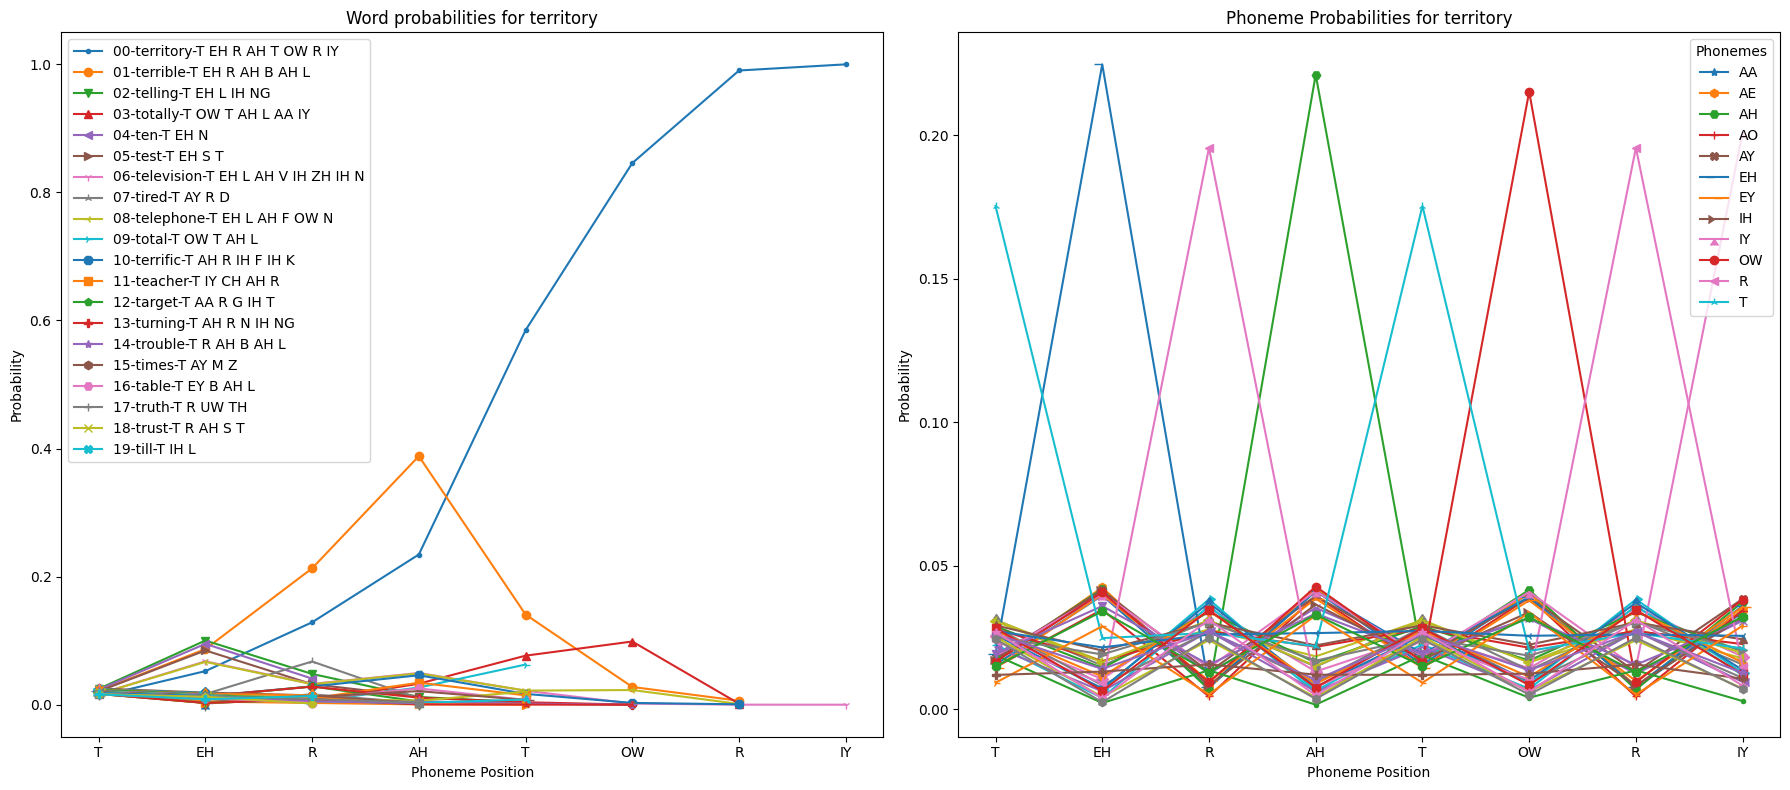 Word probabilities for territory
Probability
1.0
0.8
0.6
0.4
0.2
0.0
00-territory-T EH R AH T OW R IY
01-terrible-T EH R AH B AH L
02-telling-T EH L IH NG
03-totally-T OW T AH L AA IY
04-ten-T EH N
05-test-T EH S T
06-television-T EH L AH V IH ZH IH N
07-tired-T AY R D
08-telephone-T EH L AH F OW N
09-total-T OW T AH L
10-terrific-T AH R IH F IH K
11-teacher-T IY CH AH R
12-target-T AA R G IH T
13-turning-T AH R N IH NG
14-trouble-T R AH B AH L
15-times-T AY M Z
16-table-T EY B AH L
17-truth-T R UW TH
18-trust-T R AH S T
19-till-T IH L
T EH R AH T OW R IY
Phoneme Position
Phoneme Probabilities for territory
Probability
0.20
0.15
0.10
0.05
0.00
Phonemes
AA
AE
AH
AO
AY
EH
EY
IH
IY
OW
R
T
T EH R AH T OW R IY
Phoneme Position